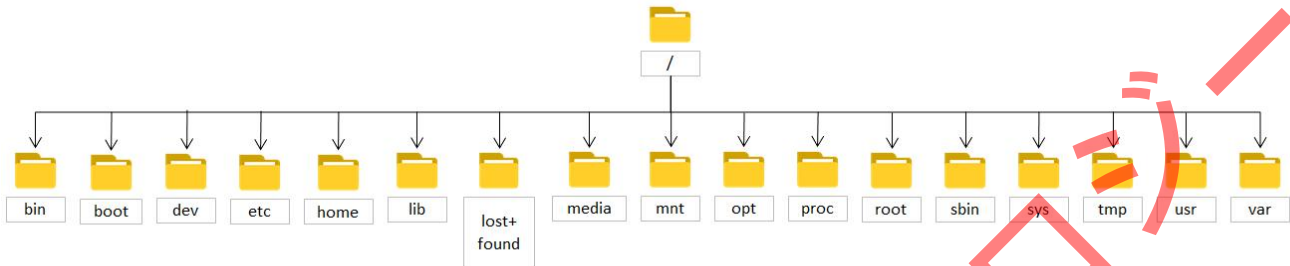 /
bin
boot
dev
etc
home
lib
lost+
found
media
mnt
opt
proc
root
sbin
sys
tmp
usr
var